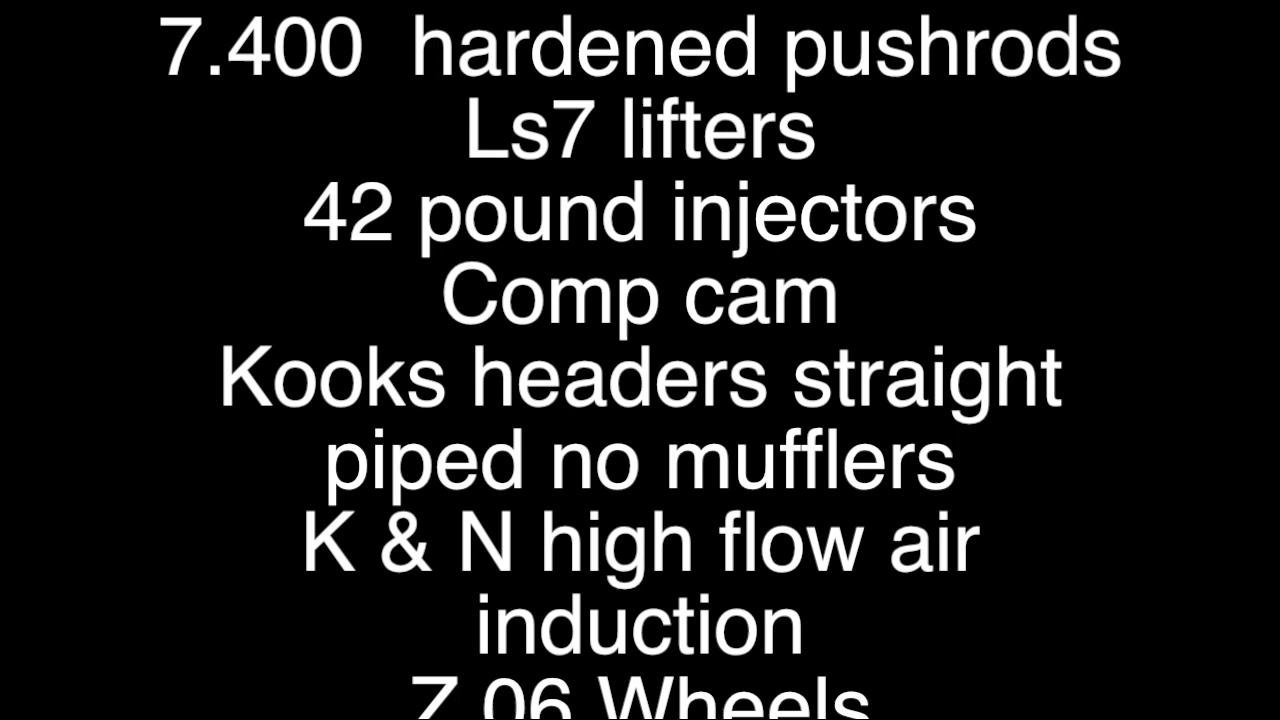 7.400  hardened pushrods
Ls7 lifters
42 pound injectors
Comp cam
Kooks headers straight
piped no mufflers
K & N high flow air
induction
Z 06 Wheels